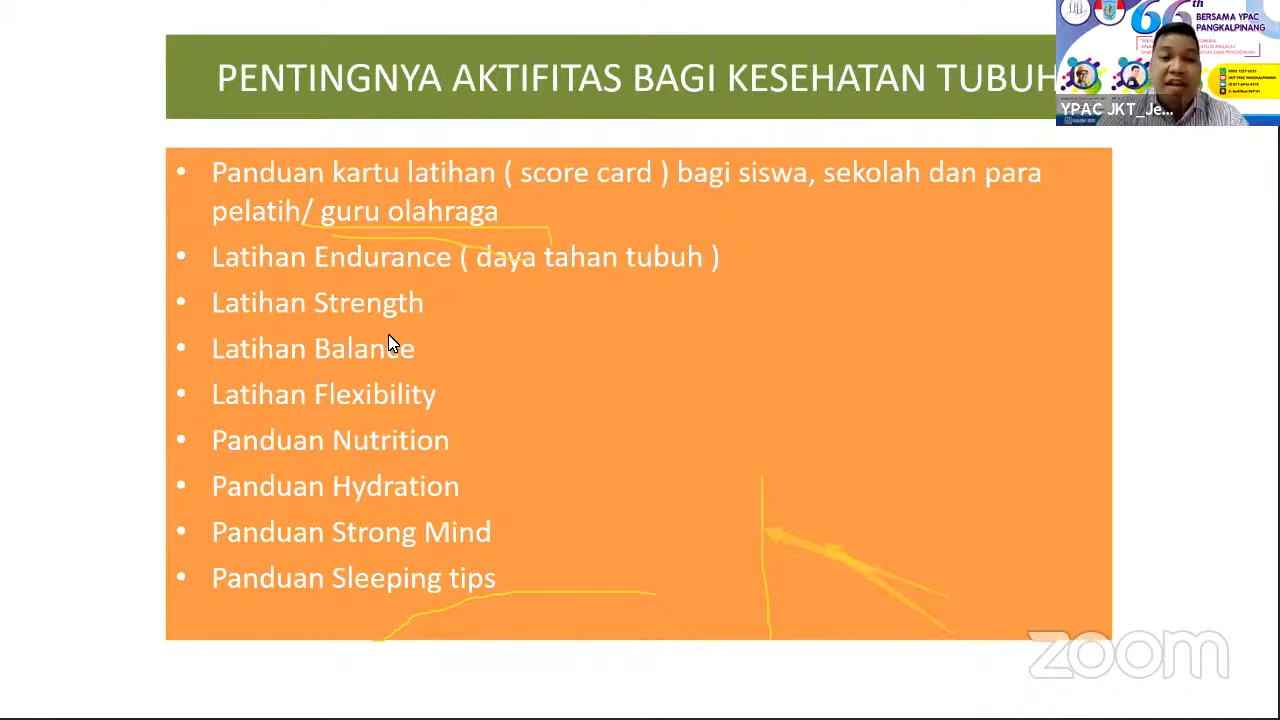 PENTINGNYA AKTIFITAS BAGI KESEHATAN TUBUH
66th
BERSAMA YPAC
PANGKALPINANG
YPAC JKT_Je...
• Panduan kartu latihan ( score card ) bagi siswa, sekolah dan para
pelatih/ guru olahraga
• Latihan Endurance ( daya tahan tubuh )
• Latihan Strength
• Latihan Balance
• Latihan Flexibility
• Panduan Nutrition
• Panduan Hydration
• Panduan Strong Mind
• Panduan Sleeping tips
zoom